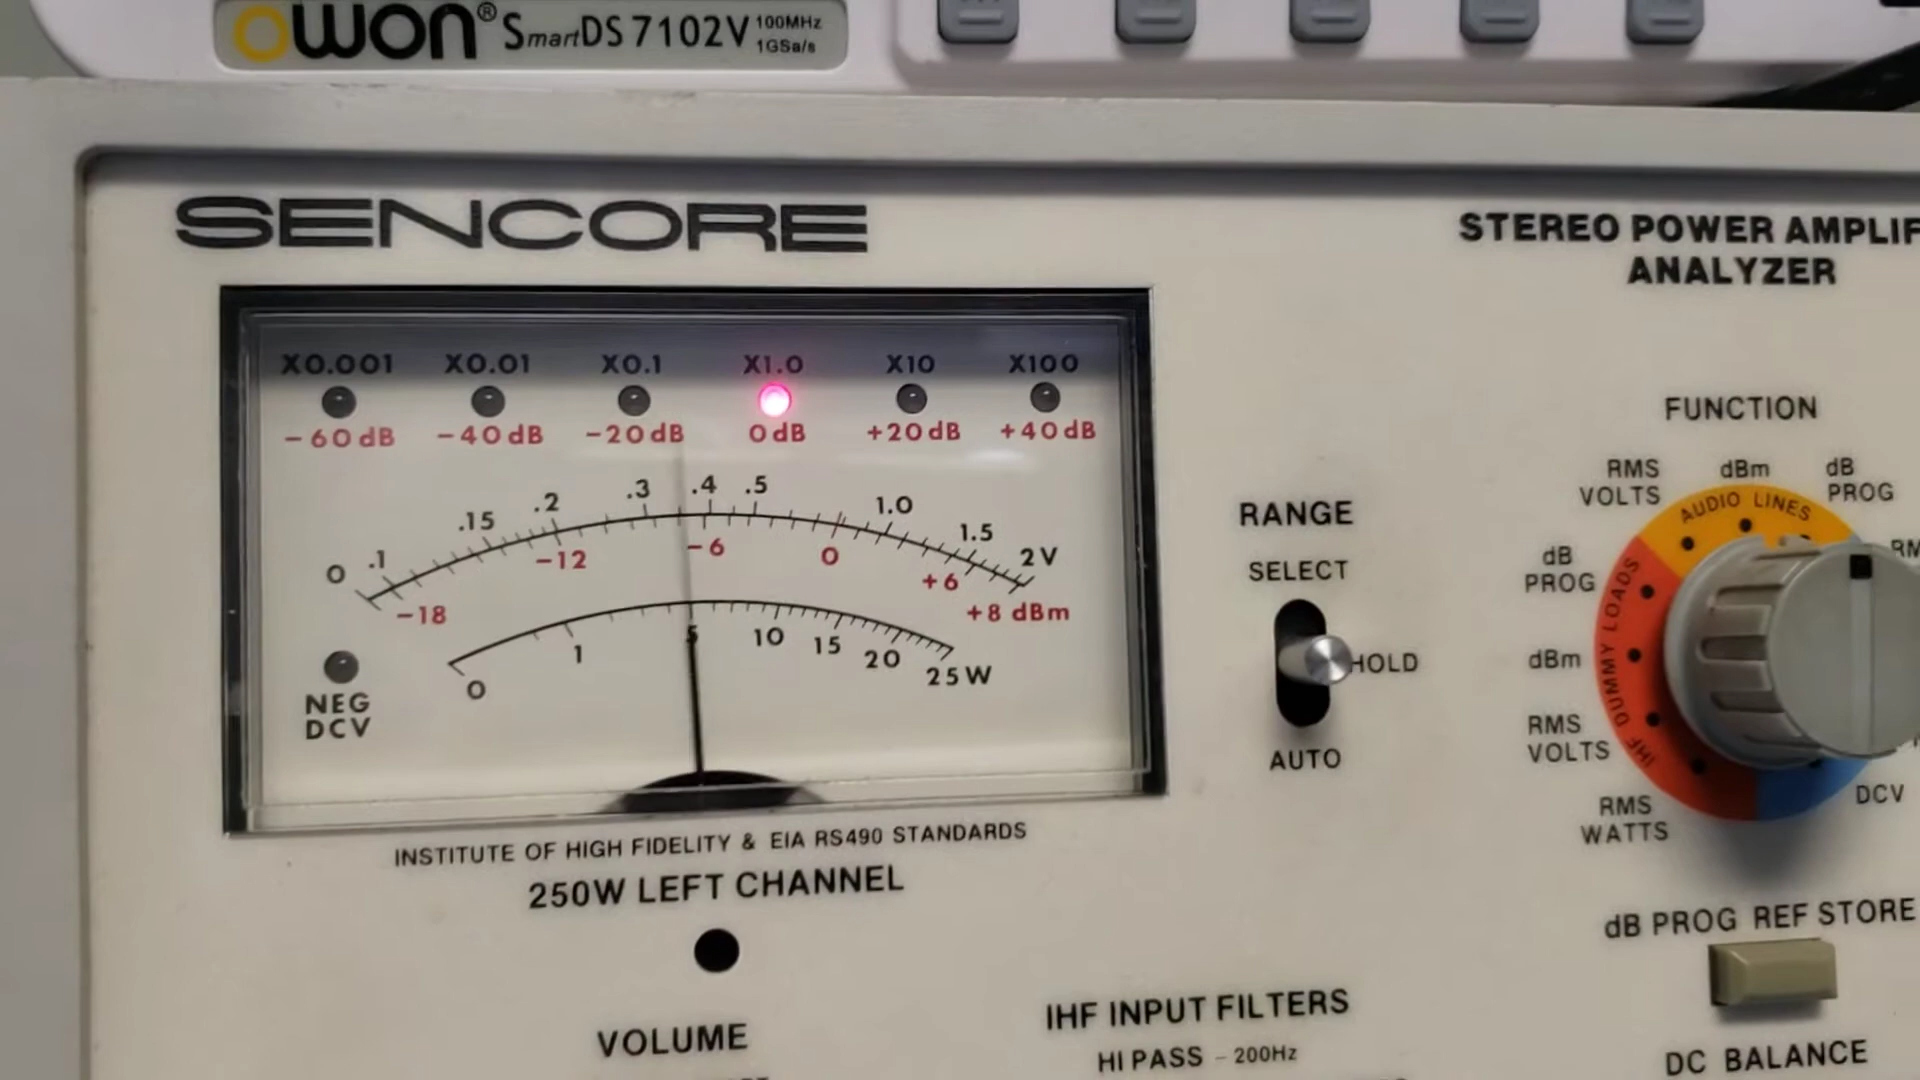 OWON® SmartDS7102V 100MHz
1GSa/s
SENCORE
STEREO POWER AMPLIF
ANALYZER
X0.001 X0.01 X0.1 X1.0 X10 X100
-60dB -40dB -20dB 0dB +20dB +40dB
0 .1 .15 .2 .3 .4 .5 1.0 1.5 2V
-18 -12 -6 0 +6 +8 dBm
0 1 5 10 15 20 25W
NEG
DCV
RANGE
SELECT
HOLD
AUTO
FUNCTION
RMS
VOLTS
dBm
dB
PROG
AUDIO LINES
RM
dB
PROG
dBm
RMS
VOLTS
RMS
WATTS
IHF DUMMY LOADS
DCV
INSTITUTE OF HIGH FIDELITY & EIA RS490 STANDARDS
250W LEFT CHANNEL
dB PROG REF STORE
VOLUME
IHF INPUT FILTERS
HI PASS - 200Hz
DC BALANCE